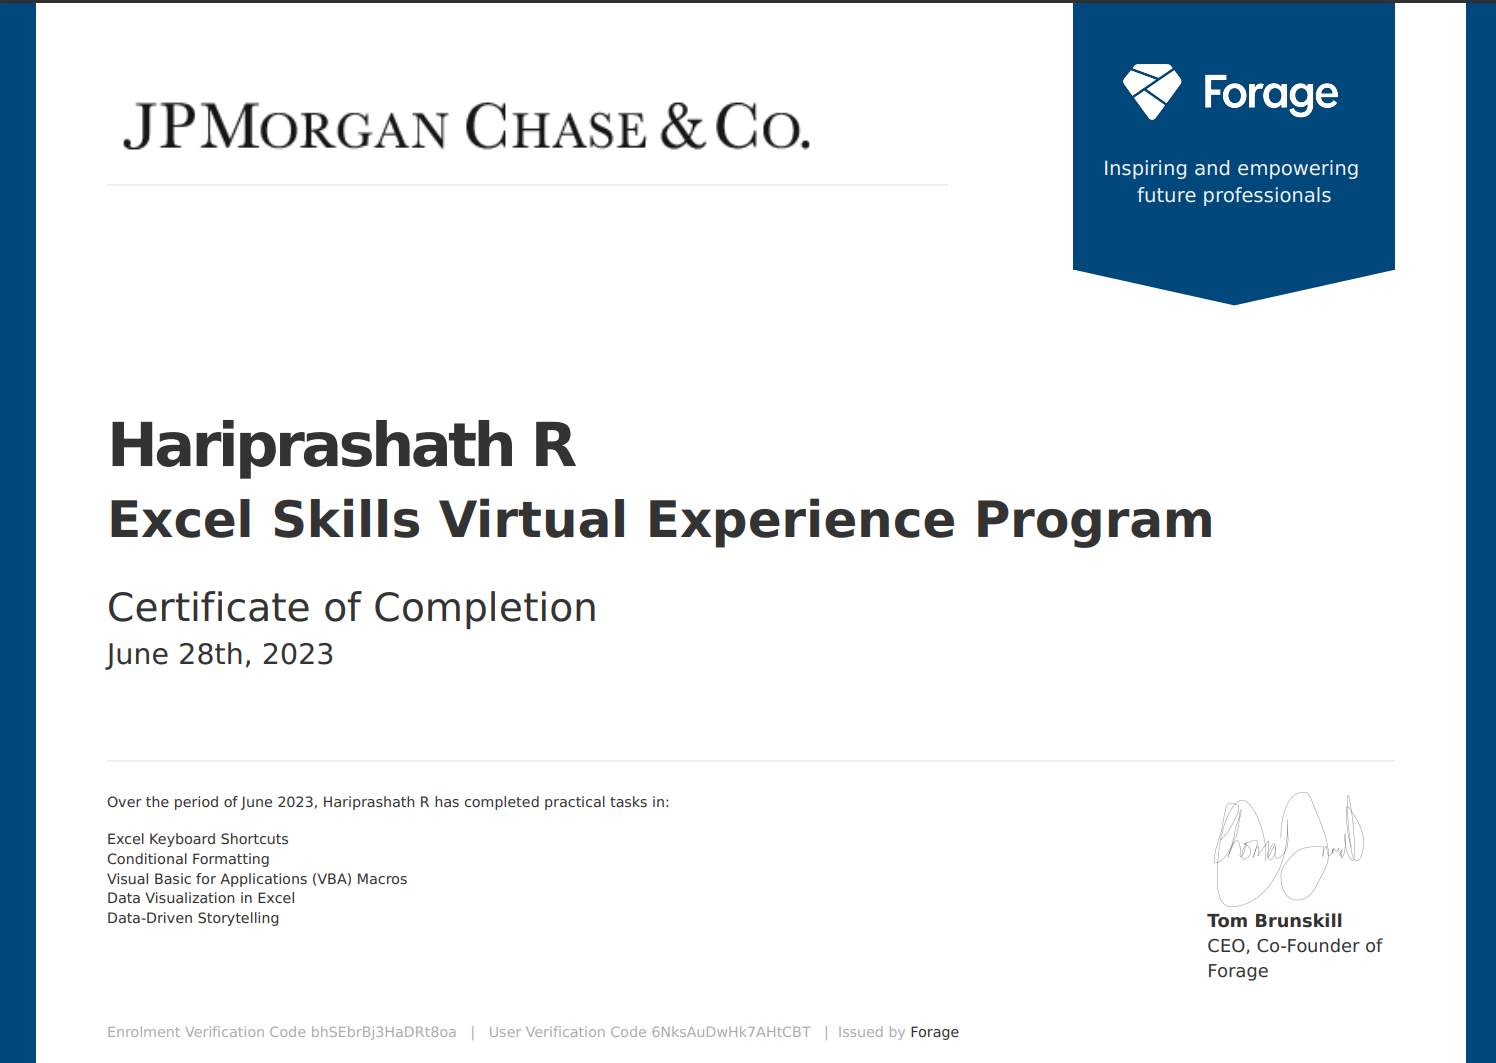 JPMORGAN CHASE & CO.
Forage
Inspiring and empowering
future professionals
Hariprashath R
Excel Skills Virtual Experience Program
Certificate of Completion
June 28th, 2023
Over the period of June 2023, Hariprashath R has completed practical tasks in:
Excel Keyboard Shortcuts
Conditional Formatting
Visual Basic for Applications (VBA) Macros
Data Visualization in Excel
Data-Driven Storytelling
Tom Brunskill
CEO, Co-Founder of
Forage
Enrolment Verification Code bhSEbrBj3HaDRt8oa | User Verification Code 6NksAuDwHk7AHtCBT | Issued by Forage